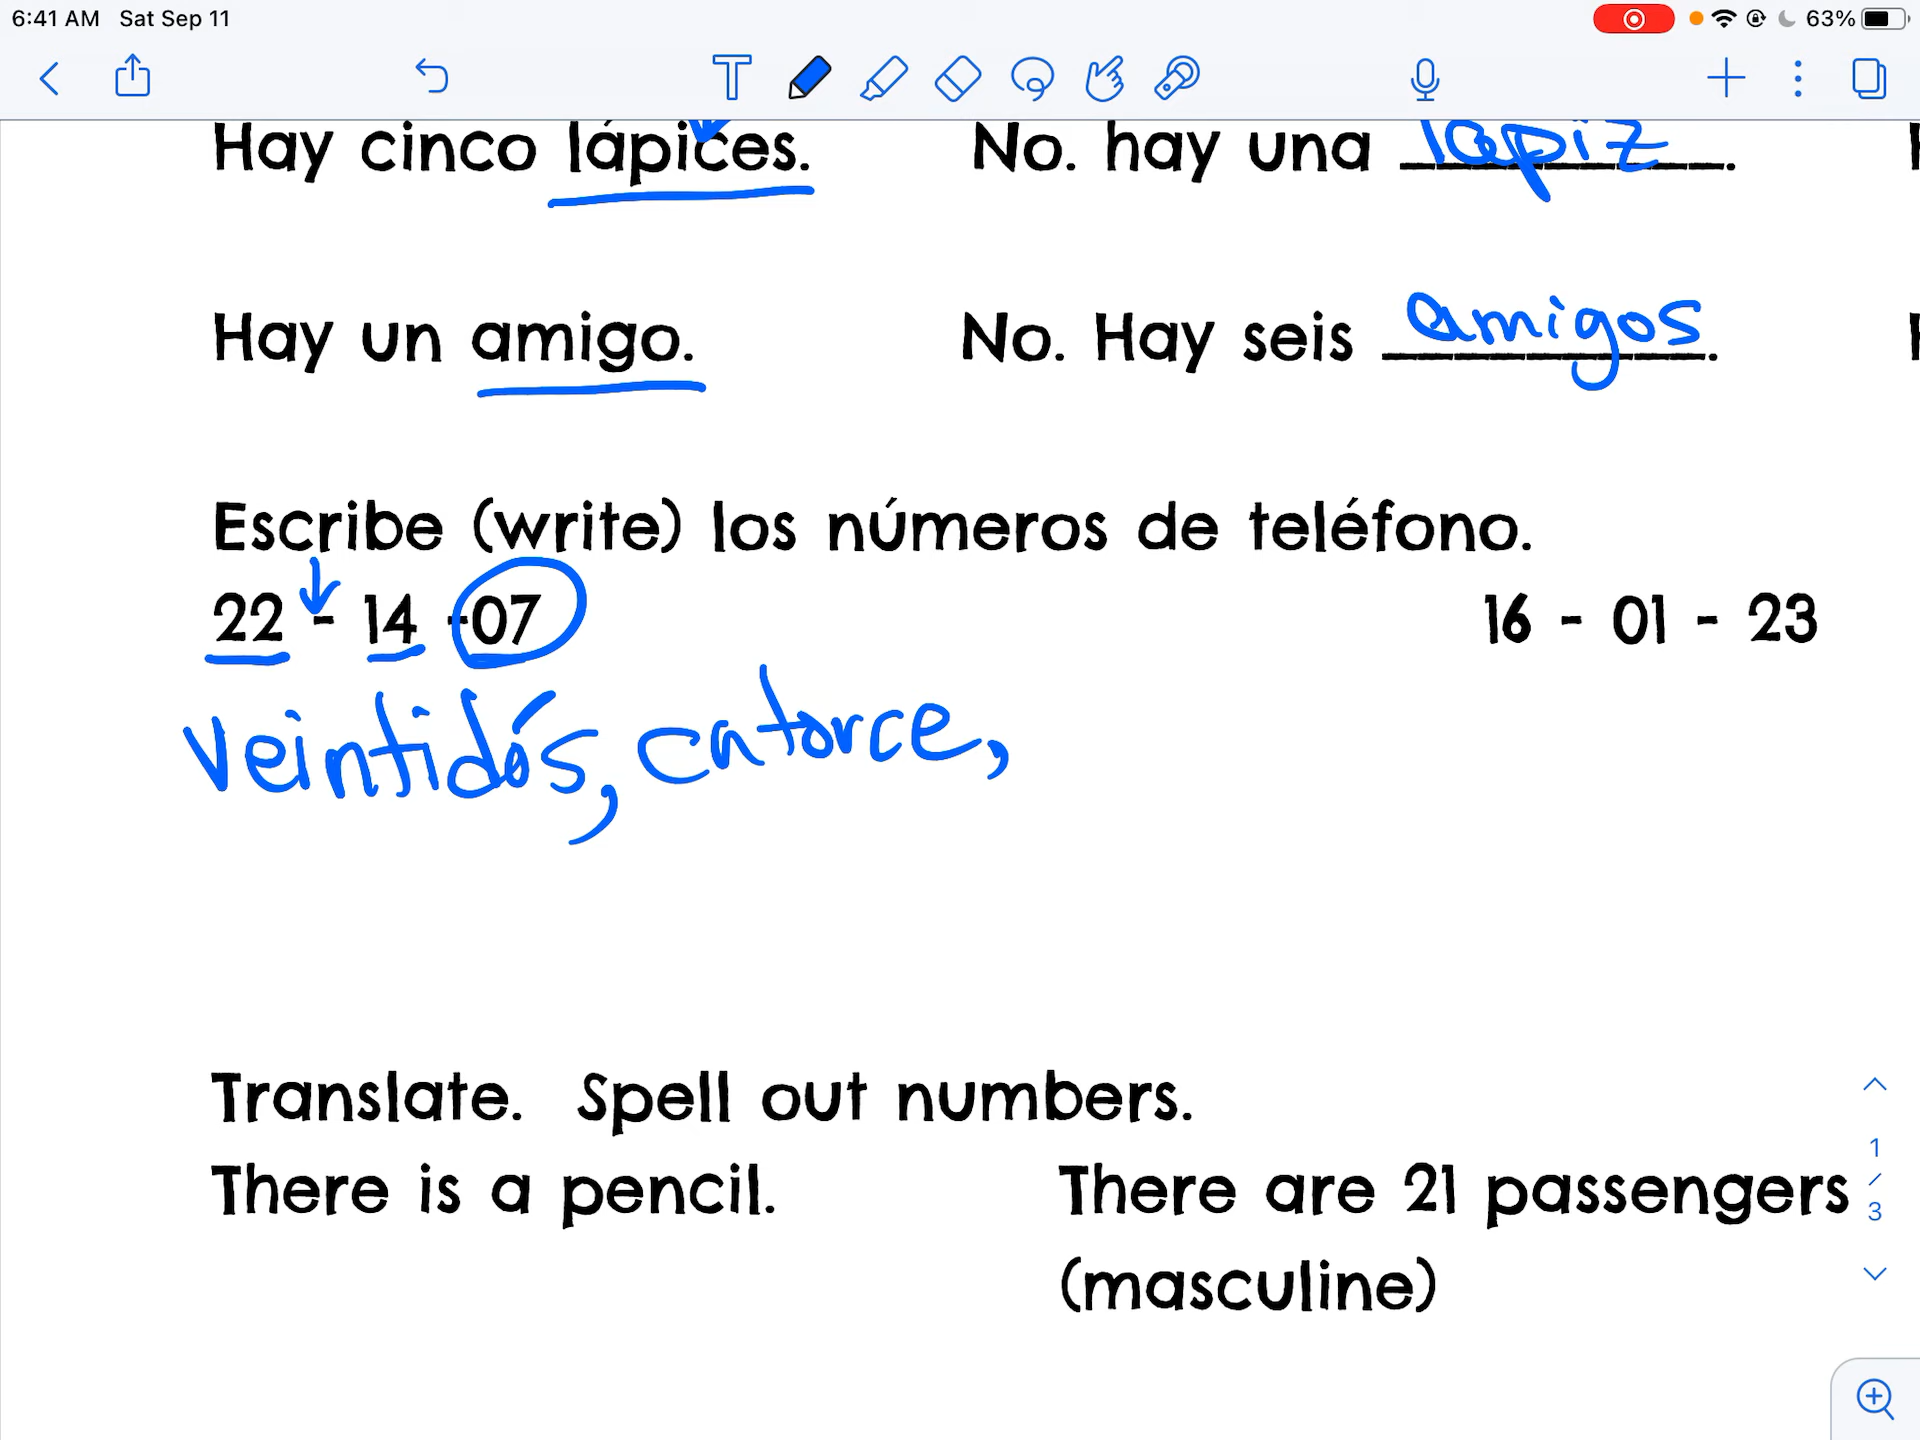 6:41 AM Sat Sep 11 63%
T
Hay cinco lápices. No. hay una lapiz.
Hay un amigo. No. Hay seis amigos.
Escribe (write) los números de teléfono.
22 - 14 -07 16 - 01 - 23
veintidós, catorce,
Translate. Spell out numbers.
There is a pencil. There are 21 passengers
(masculine)
1
/
3